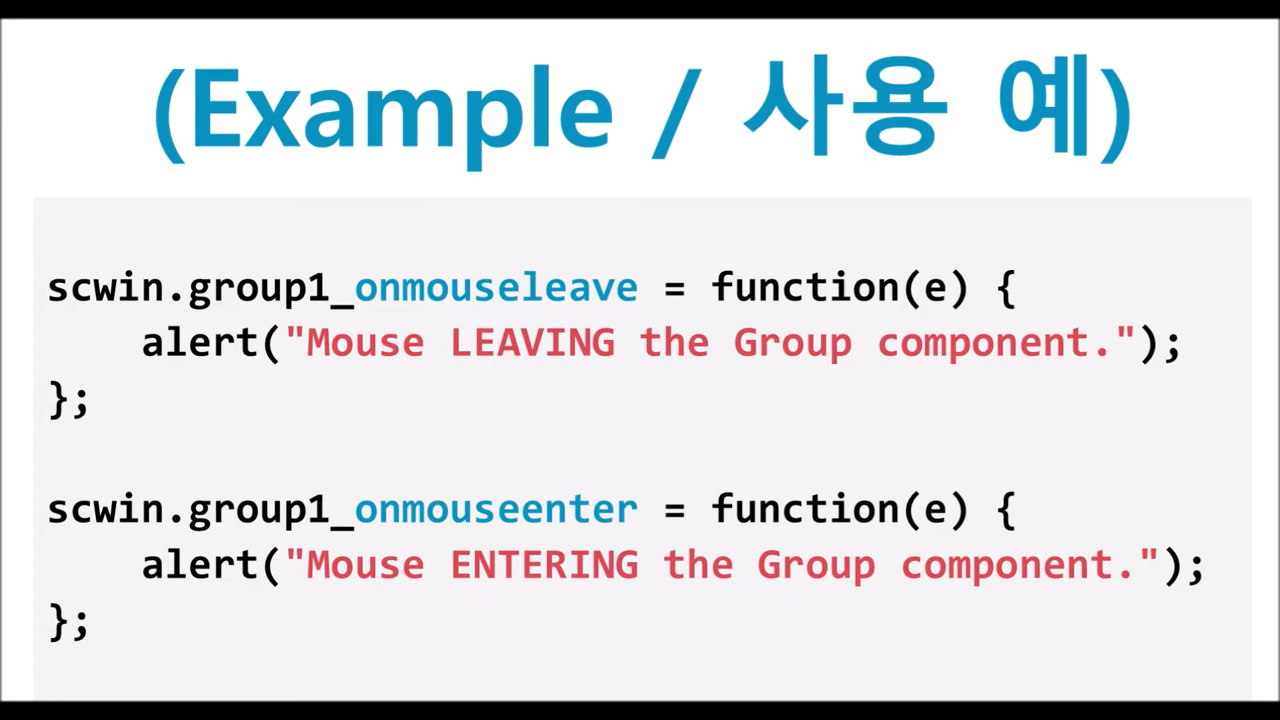 (Example / 사용 예)
scwin.group1_onmouseleave = function(e) {
    alert("Mouse LEAVING the Group component.");
};
scwin.group1_onmouseenter = function(e) {
    alert("Mouse ENTERING the Group component.");
};